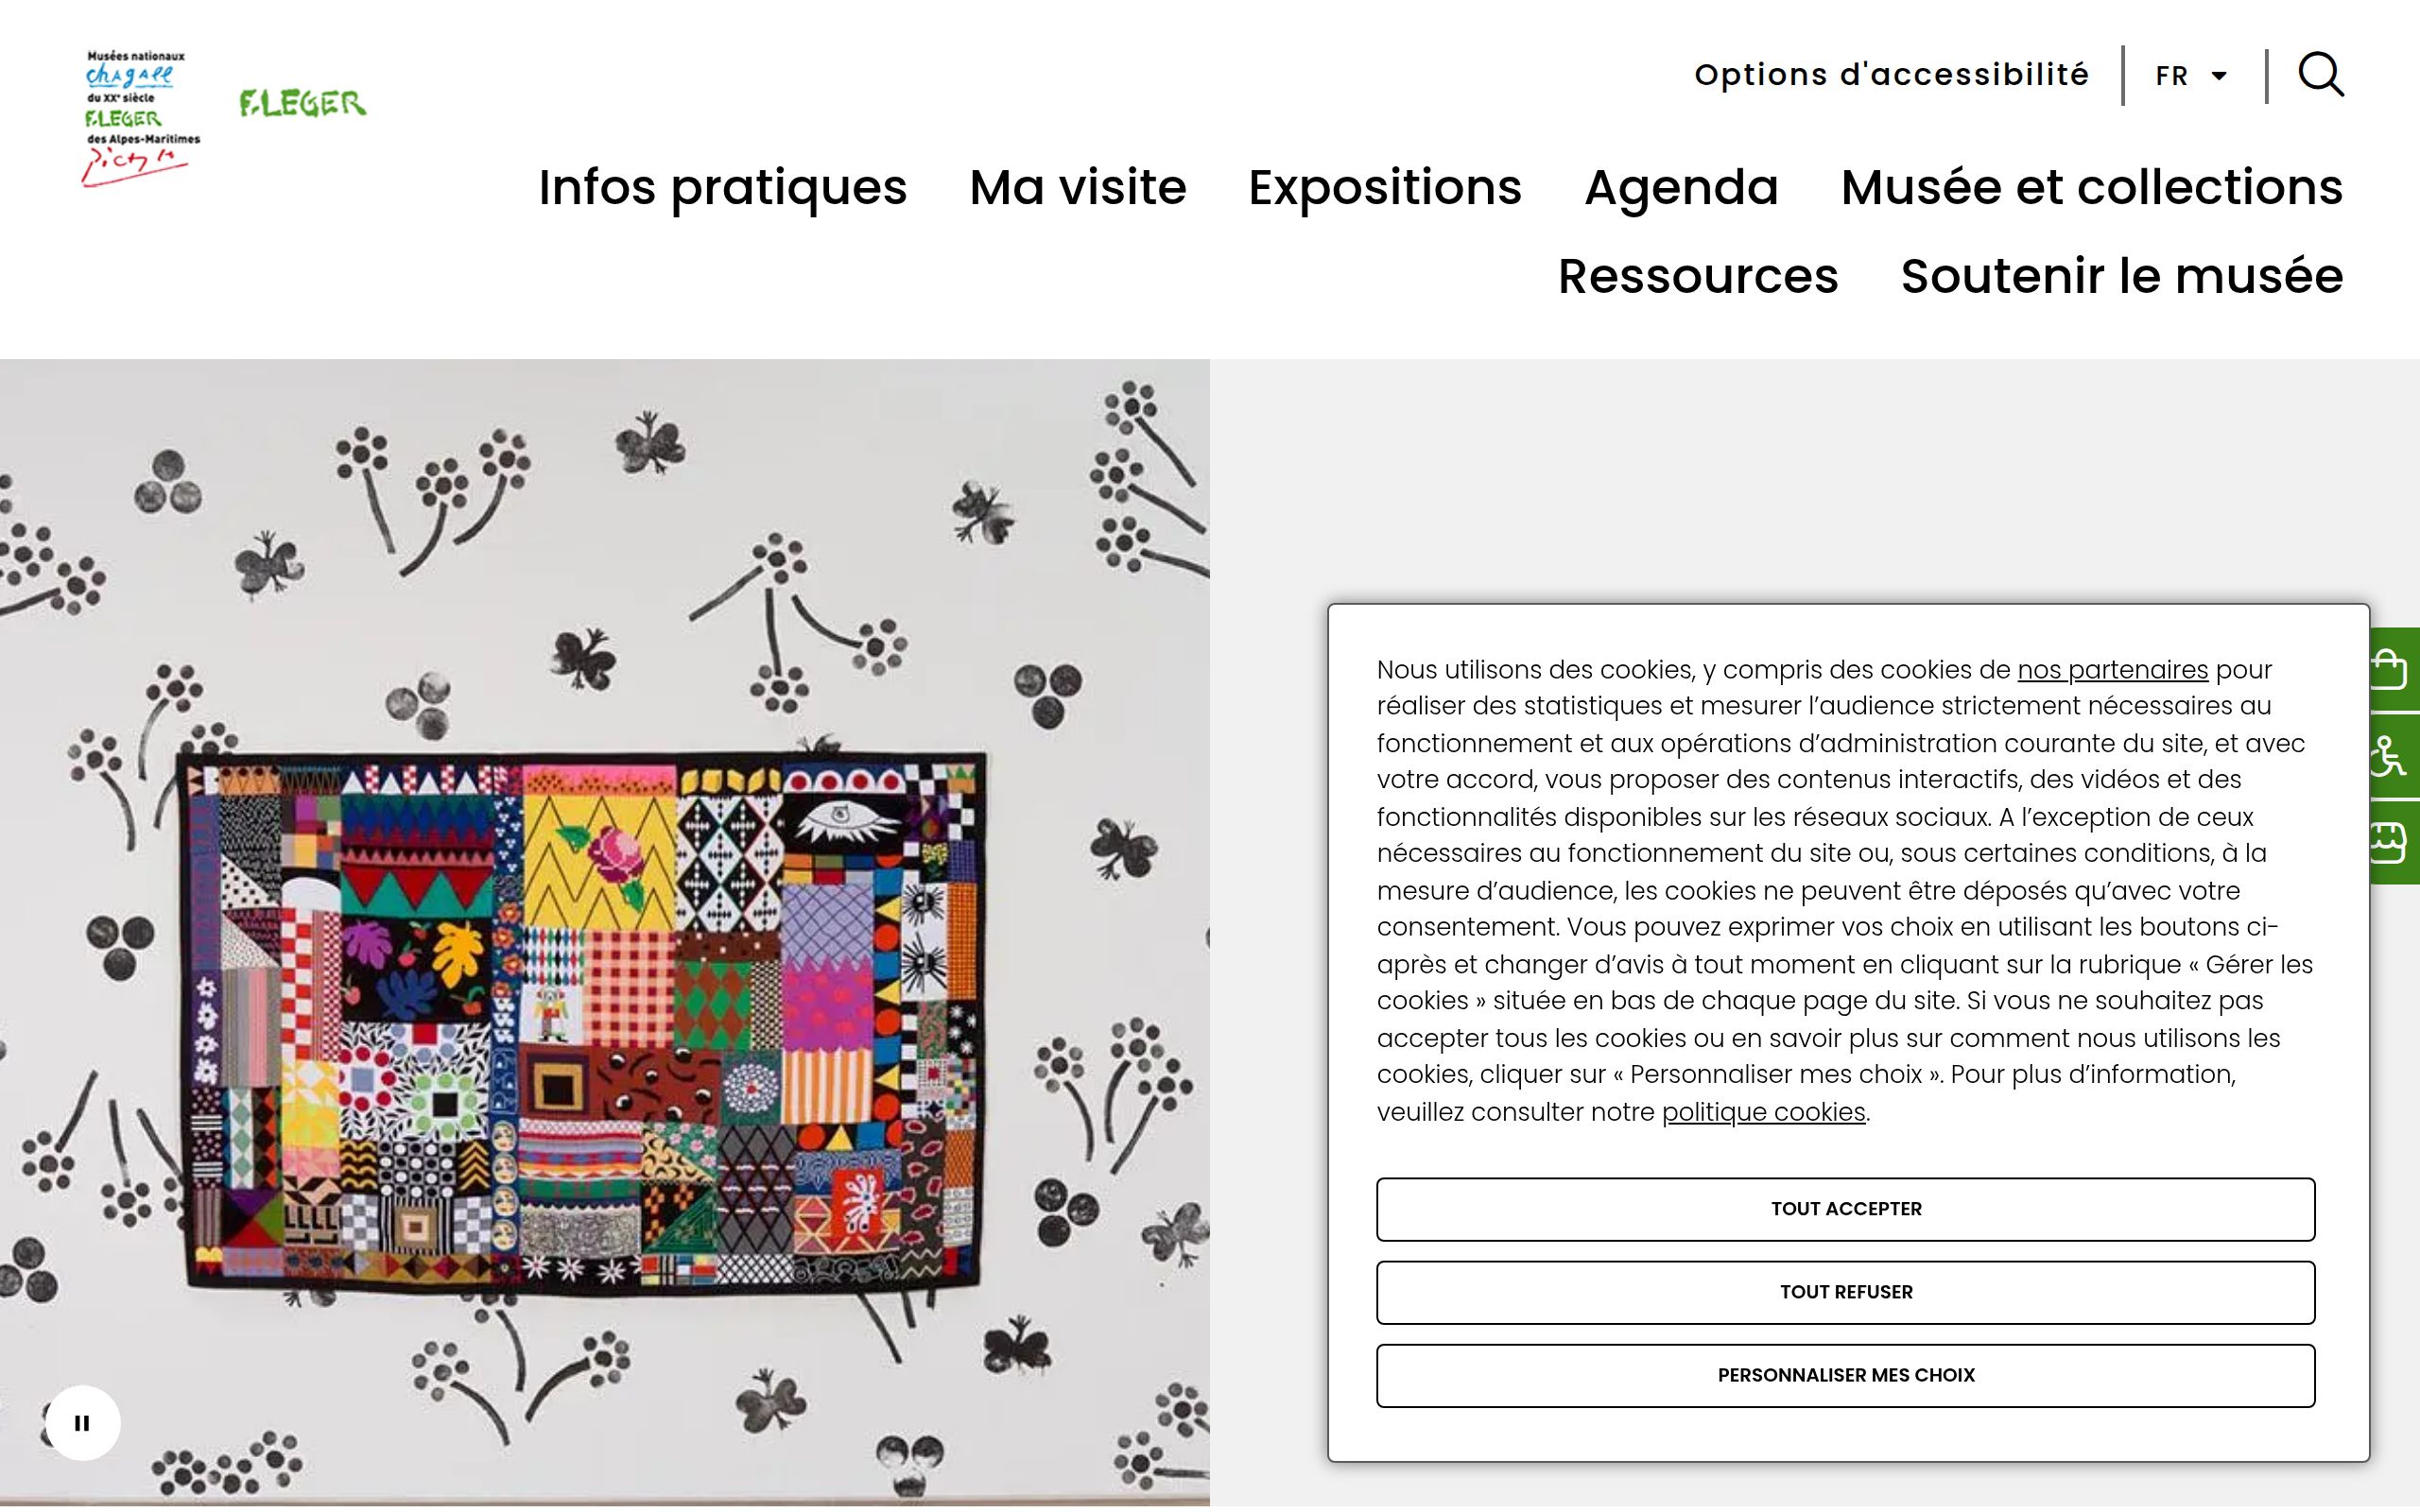 Musées nationaux
chagall
du XXe siècle
F.LEGER
des Alpes-Maritimes
Picasso
F.LEGER
Options d'accessibilité
FR
Infos pratiques
Ma visite
Expositions
Agenda
Musée et collections
Ressources
Soutenir le musée
Nous utilisons des cookies, y compris des cookies de nos partenaires pour
réaliser des statistiques et mesurer l’audience strictement nécessaires au
fonctionnement et aux opérations d’administration courante du site, et avec
votre accord, vous proposer des contenus interactifs, des vidéos et des
fonctionnalités disponibles sur les réseaux sociaux. A l’exception de ceux
nécessaires au fonctionnement du site ou, sous certaines conditions, à la
mesure d’audience, les cookies ne peuvent être déposés qu’avec votre
consentement. Vous pouvez exprimer vos choix en utilisant les boutons ci-
après et changer d’avis à tout moment en cliquant sur la rubrique « Gérer les
cookies » située en bas de chaque page du site. Si vous ne souhaitez pas
accepter tous les cookies ou en savoir plus sur comment nous utilisons les
cookies, cliquer sur « Personnaliser mes choix ». Pour plus d’information,
veuillez consulter notre politique cookies.
TOUT ACCEPTER
TOUT REFUSER
PERSONNALISER MES CHOIX